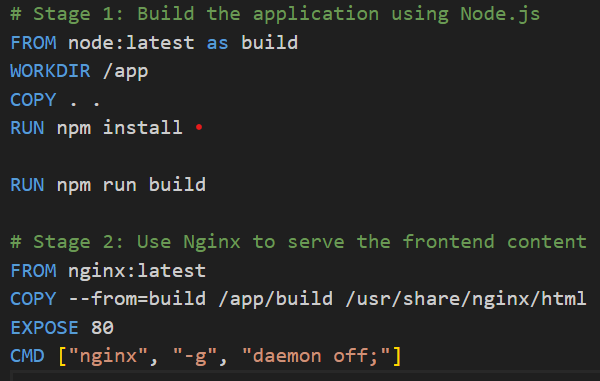 # Stage 1: Build the application using Node.js
FROM node:latest as build
WORKDIR /app
COPY . .
RUN npm install
RUN npm run build
# Stage 2: Use Nginx to serve the frontend content
FROM nginx:latest
COPY --from=build /app/build /usr/share/nginx/html
EXPOSE 80
CMD ["nginx", "-g", "daemon off;"]